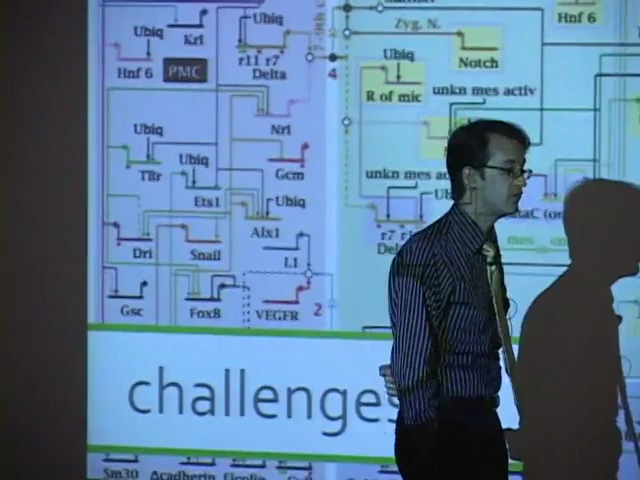 Ubiq
Krl
Ubiq
Hnf 6
PMC
Ubiq
r11 r7
Delta
4
Zyg. N.
Notch
Hnf 6
Ubiq
R of mic
unkn mes activ
Nrl
Ubiq
TBr
Ubiq
Gcm
Ets1
Ubiq
Alx1
unkn mes
Dri
Snail
L1
r7
Gsc
FoxB
VEGFR
2
challenges
Sm30